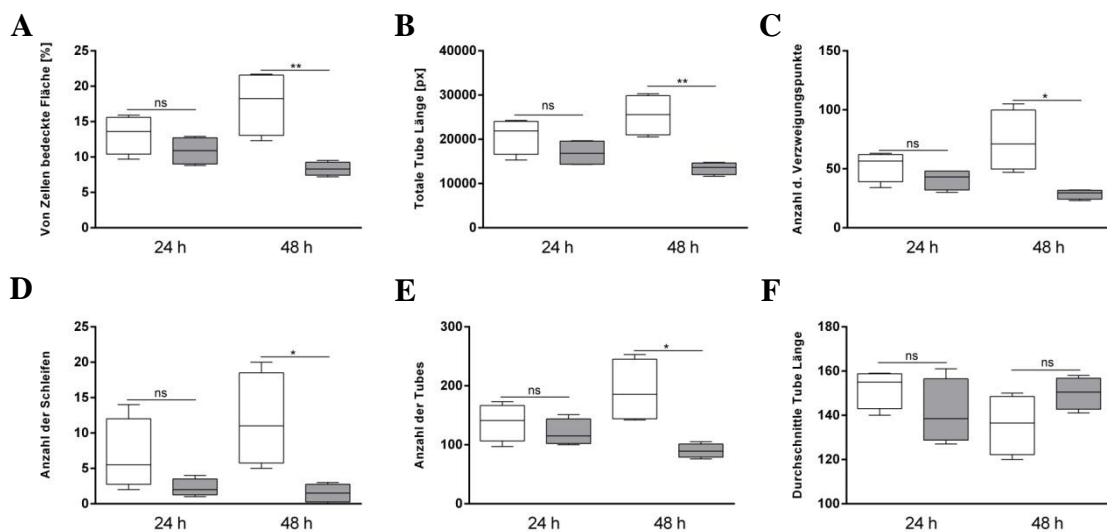 A
Von Zellen bedeckte Fläche [%]
25
20
15
10
5
0
ns
**
24 h
48 h
B
Totale Tube Länge [px]
40000
30000
20000
10000
0
ns
**
24 h
48 h
C
Anzahl d. Verzweigungspunkte
150
100
50
0
ns
*
24 h
48 h
D
Anzahl der Schleifen
25
20
15
10
5
0
ns
*
24 h
48 h
E
Anzahl der Tubes
300
200
100
0
ns
*
24 h
48 h
F
Durchschnittle Tube Länge
180
160
140
120
100
ns
ns
24 h
48 h